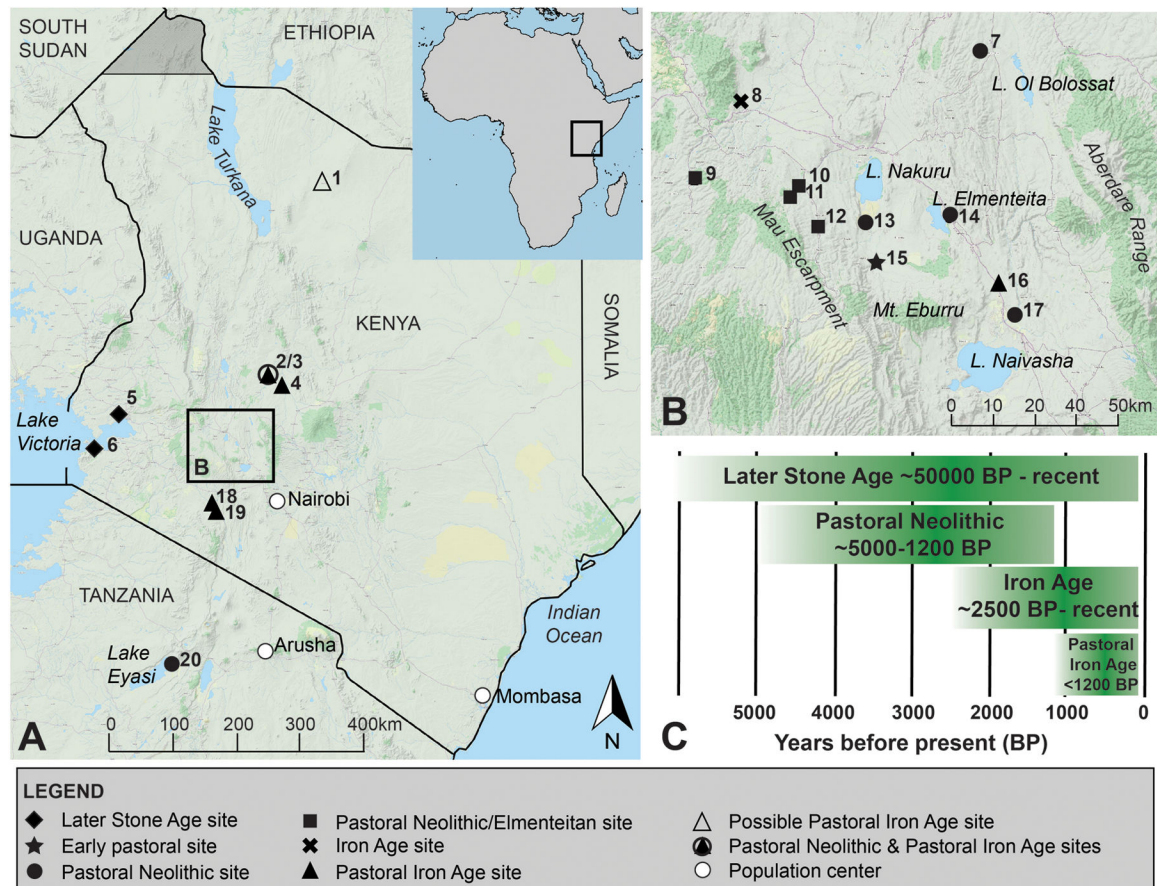 SOUTH
SUDAN
ETHIOPIA
Lake Turkana
1
UGANDA
KENYA
SOMALIA
2/3
4
5
Lake
Victoria
6
B
18
19
Nairobi
TANZANIA
Lake
Eyasi
20
Arusha
Indian
Ocean
Mombasa
A
0 100 200 300 400km
N
7
L. Ol Bolossat
8
9
10
11
L. Nakuru
Aberdare Range
L. Elmenteita
12
13
14
Mau Escarpment
15
16
Mt. Eburru
17
L. Naivasha
B
0 10 20 50km
Later Stone Age ~50000 BP - recent
Pastoral Neolithic
~5000-1200 BP
Iron Age
~2500 BP- recent
Pastoral
Iron Age
<1200 BP
5000 4000 3000 2000 1000 0
C
Years before present (BP)
LEGEND
Later Stone Age site
Early pastoral site
Pastoral Neolithic site
Pastoral Neolithic/Elmenteitan site
Iron Age site
Pastoral Iron Age site
Possible Pastoral Iron Age site
Pastoral Neolithic & Pastoral Iron Age sites
Population center